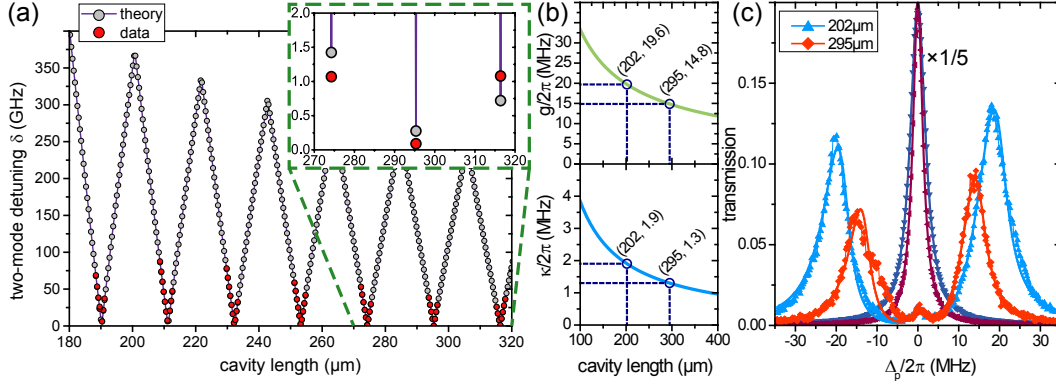 (a)
theory
data
two-mode detuning δ (GHz)
350
300
250
200
150
100
50
0
180 200 220 240 260 280 300 320
cavity length (µm)
2.0
1.5
1.0
0.5
0.0
270 280 290 300 310 320
(b)
g/2π (MHz)
30
25
20
15
10
5
0
(202, 19.6)
(295, 14.8)
κ/2π (MHz)
4
3
2
1
0
(202, 1.9)
(295, 1.3)
100 200 300 400
cavity length (µm)
(c)
202µm
295µm
×1/5
transmission
0.15
0.10
0.05
0.00
-30 -20 -10 0 10 20 30
Δp/2π (MHz)